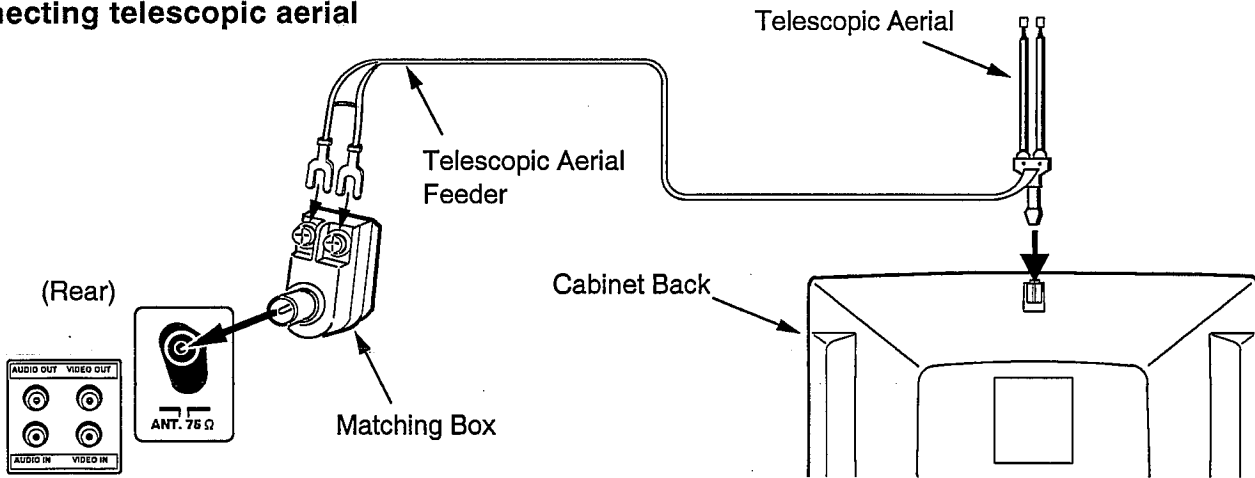 necting telescopic aerial
Telescopic Aerial
Telescopic Aerial
Feeder
Cabinet Back
(Rear)
AUDIO OUT VIDEO OUT
ANT. 75 Ω
AUDIO IN VIDEO IN
Matching Box